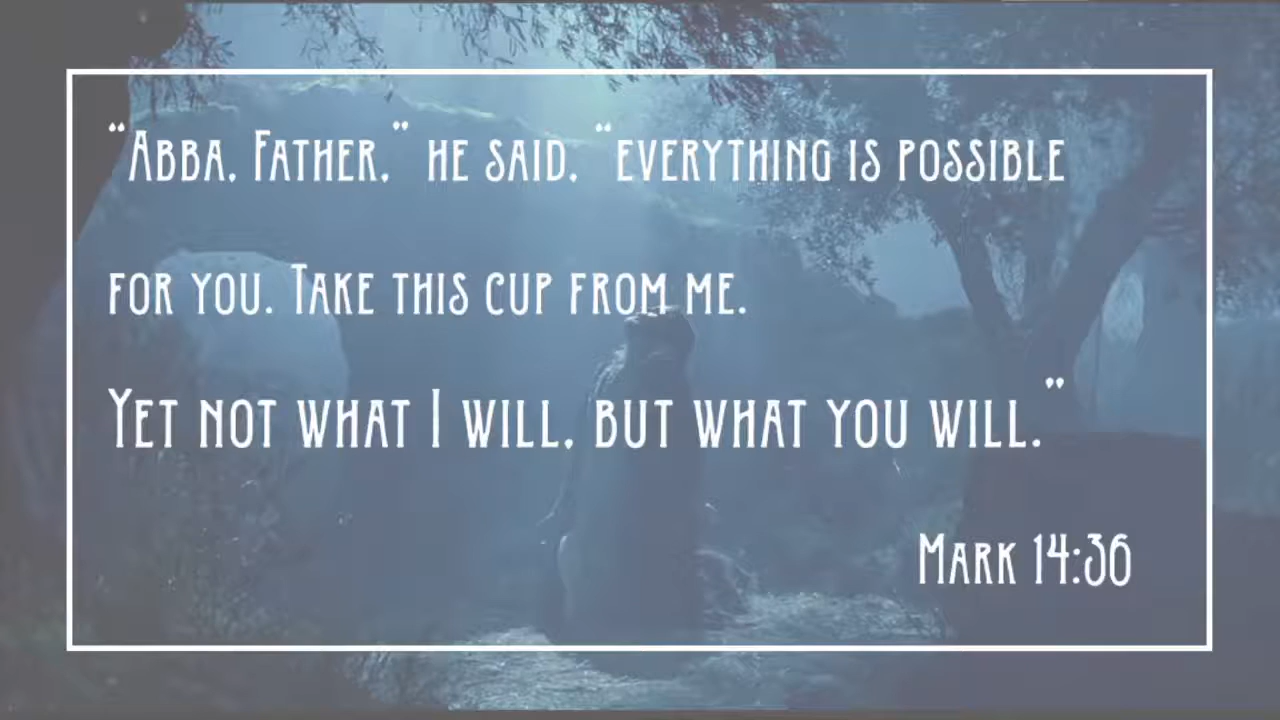 “Abba, Father,” he said, “everything is possible
for you. Take this cup from me.
Yet not what I will, but what you will.”
Mark 14:36